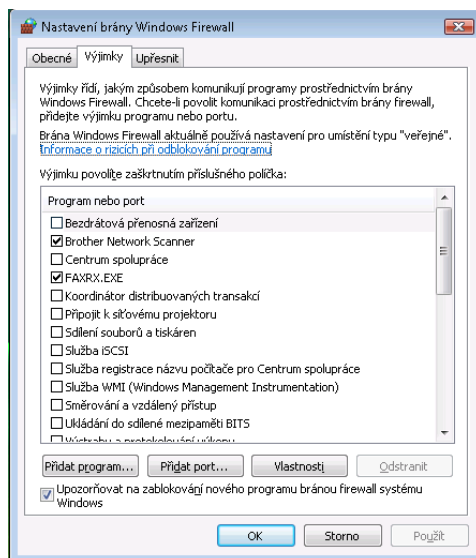 Nastavení brány Windows Firewall
Obecné Výjimky Upřesnit
Výjimky řídí, jakým způsobem komunikují programy prostřednictvím brány
Windows Firewall. Chcete-li povolit komunikaci prostřednictvím brány firewall,
přidejte výjimku programu nebo portu.
Brána Windows Firewall aktuálně používá nastavení pro umístění typu "veřejné".
Informace o rizicích při odblokování programu
Výjimku povolíte zaškrtnutím příslušného políčka:
Program nebo port
Bezdrátová přenosná zařízení
Brother Network Scanner
Centrum spolupráce
FAXRX.EXE
Koordinátor distribuovaných transakcí
Připojit k síťovému projektoru
Sdílení souborů a tiskáren
Služba iSCSI
Služba registrace názvu počítače pro Centrum spolupráce
Služba WMI (Windows Management Instrumentation)
Směrování a vzdálený přístup
Ukládání do sdílené mezipaměti BITS
Výstrahy a protokolování výkonu
Přidat program... Přidat port... Vlastnosti Odstranit
Upozorňovat na zablokování nového programu bránou firewall systému
Windows
OK Storno Použít